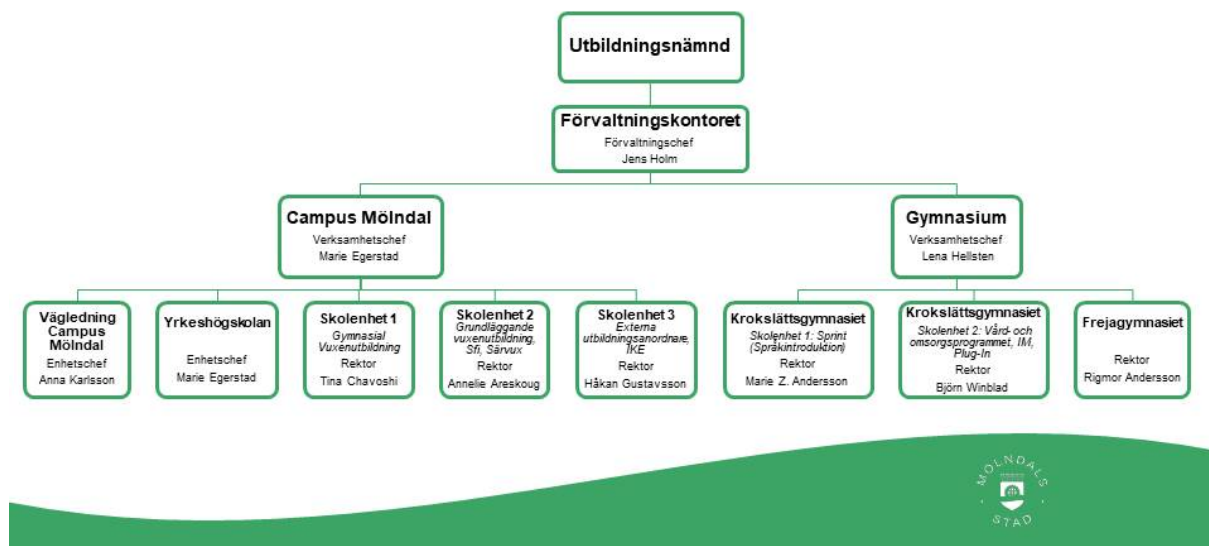 Utbildningsnämnd
Förvaltningskontoret
Förvaltningschef
Jens Holm
Campus Mölndal
Verksamhetschef
Marie Egerstad
Gymnasium
Verksamhetschef
Lena Hellsten
Vägledning
Campus
Mölndal
Enhetschef
Anna Karlsson
Yrkeshögskolan
Enhetschef
Marie Egerstad
Skolenhet 1
Gymnasial
Vuxenutbildning
Rektor
Tina Chavoshi
Skolenhet 2
Grundläggande
vuxenutbildning,
Sfi, Särvux
Rektor
Annelie Areskoug
Skolenhet 3
Externa
utbildningsanordnare,
IKE
Rektor
Håkan Gustavsson
Krokslättsgymnasiet
Skolenhet 1: Sprint
(Språkintroduktion)
Rektor
Marie Z. Andersson
Krokslättsgymnasiet
Skolenhet 2: Vård- och
omsorgsprogrammet, IM,
Plug-In
Rektor
Björn Winblad
Frejagymnasiet
Rektor
Rigmor Andersson
MÖLNDALS
STAD